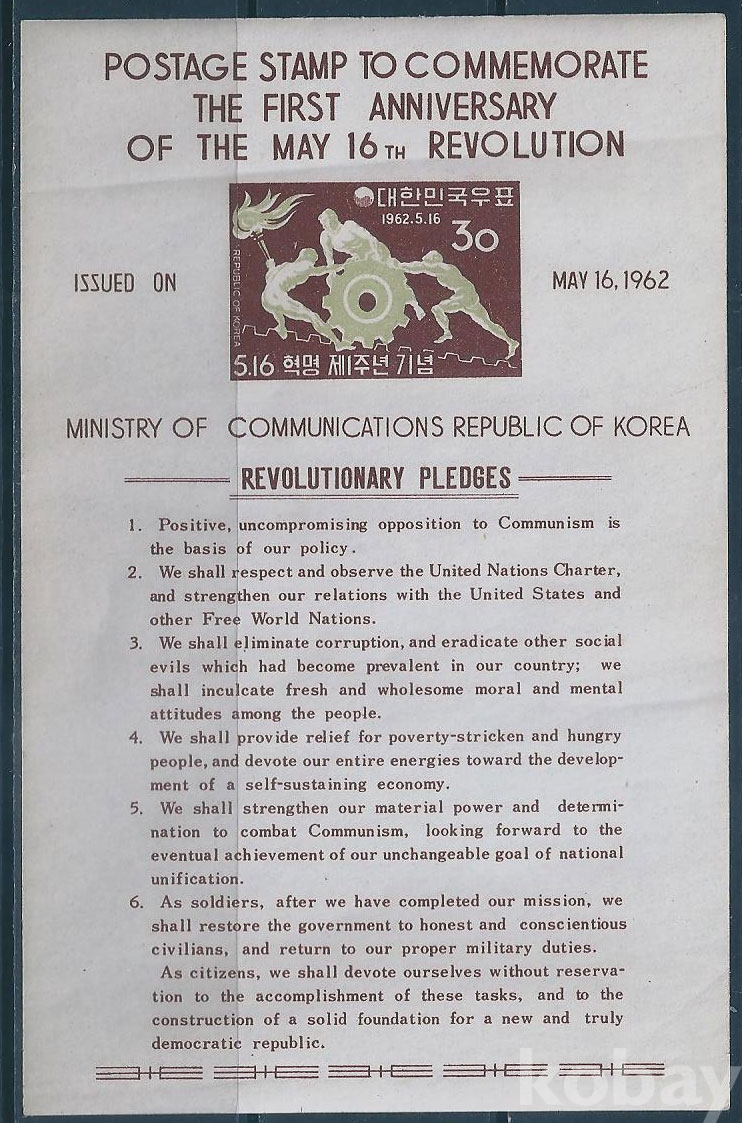 POSTAGE STAMP TO COMMEMORATE
THE FIRST ANNIVERSARY
OF THE MAY 16TH REVOLUTION
대한민국우표
1962.5.16
30
REPUBLIC OF KOREA
5.16 혁명 제1주년 기념
ISSUED ON
MAY 16, 1962
MINISTRY OF COMMUNICATIONS REPUBLIC OF KOREA
REVOLUTIONARY PLEDGES
1. Positive, uncompromising opposition to Communism is
the basis of our policy.
2. We shall respect and observe the United Nations Charter,
and strengthen our relations with the United States and
other Free World Nations.
3. We shall eliminate corruption, and eradicate other social
evils which had become prevalent in our country; we
shall inculcate fresh and wholesome moral and mental
attitudes among the people.
4. We shall provide relief for poverty-stricken and hungry
people, and devote our entire energies toward the develop-
ment of a self-sustaining economy.
5. We shall strengthen our material power and determi-
nation to combat Communism, looking forward to the
eventual achievement of our unchangeable goal of national
unification.
6. As soldiers, after we have completed our mission, we
shall restore the government to honest and conscientious
civilians, and return to our proper military duties.
As citizens, we shall devote ourselves without reserva-
tion to the accomplishment of these tasks, and to the
construction of a solid foundation for a new and truly
democratic republic.
kobay